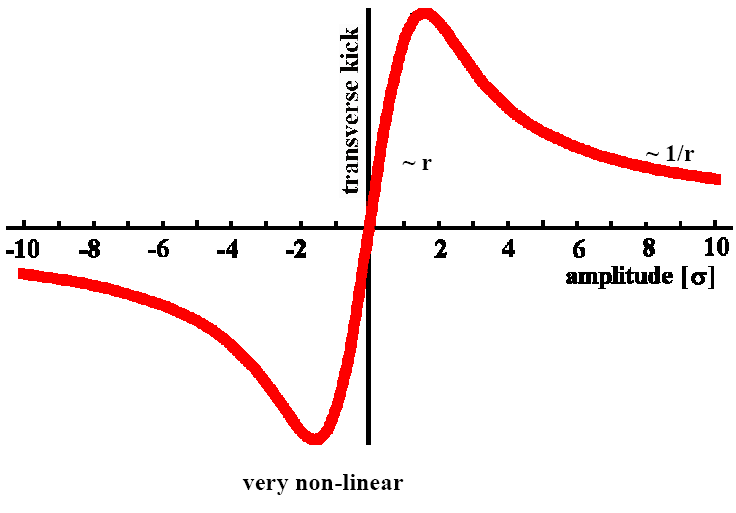 transverse kick
~ r
~ 1/r
-10 -8 -6 -4 -2 2 4 6 8 10
amplitude [σ]
very non-linear